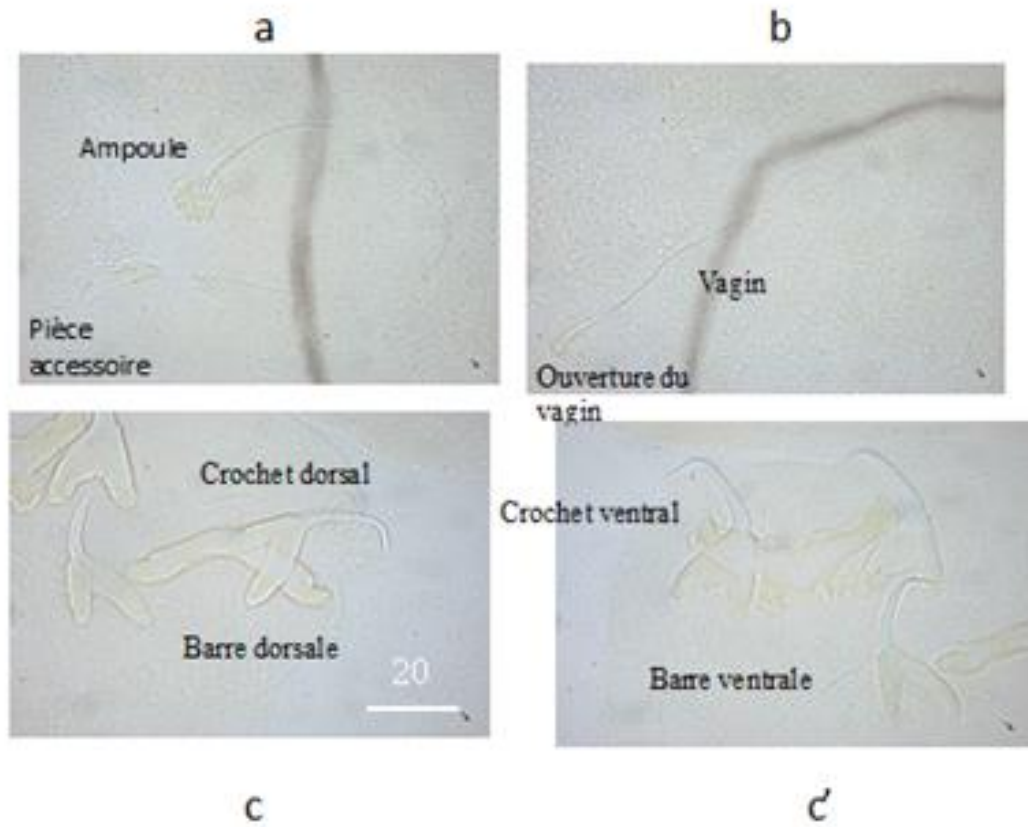 a
b
Ampoule
Pièce
accessoire
Vagin
Ouverture du
vagin
Crochet dorsal
Barre dorsale
20
Crochet ventral
Barre ventrale
c
c'